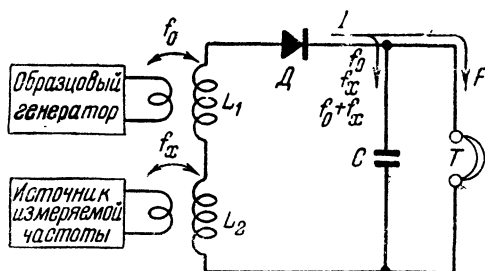 Образцовый
генератор
f₀
L₁
Д
I
f₀
fₓ
f₀+fₓ
F
C
T
Источник
измеряемой
частоты
fₓ
L₂